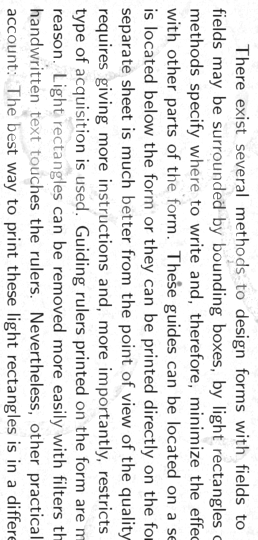 There exist several methods to design forms with fields to
fields may be surrounded by bounding boxes, by light rectangles
methods specify where to write and, therefore, minimize the effec
with other parts of the form. These guides can be located on a se
is located below the form or they can be printed directly on the fo
separate sheet is much better from the point of view of the quality
requires giving more instructions and, more importantly, restricts
type of acquisition is used. Guiding rulers printed on the form are m
reason. Light rectangles can be removed more easily with filters th
handwritten text touches the rulers. Nevertheless, other practical
account: The best way to print these light rectangles is in a differe